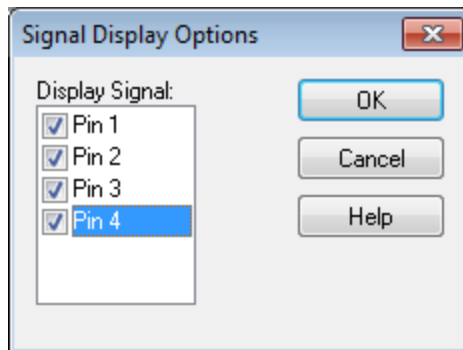 Signal Display Options
Display Signal:
Pin 1
Pin 2
Pin 3
Pin 4
OK
Cancel
Help